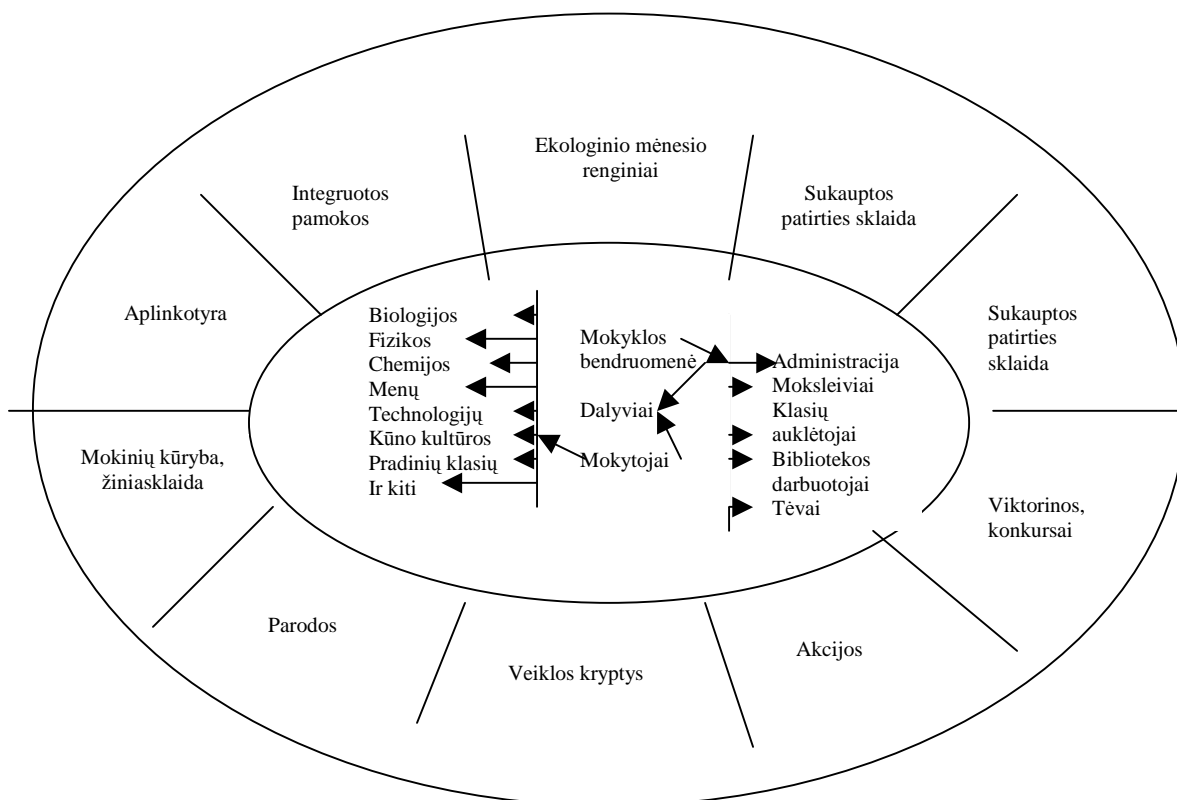 Ekologinio mėnesio
renginiai
Integruotos
pamokos
Sukauptos
patirties sklaida
Aplinkotyra
Sukauptos
patirties
sklaida
Biologijos
Fizikos
Chemijos
Menų
Technologijų
Kūno kultūros
Pradinių klasių
Ir kiti
Mokyklos
bendruomenė
Dalyviai
Mokytojai
Administracija
Moksleiviai
Klasių
auklėtojai
Bibliotekos
darbuotojai
Tėvai
Mokinių kūryba,
žiniasklaida
Viktorinos,
konkursai
Parodos
Veiklos kryptys
Akcijos